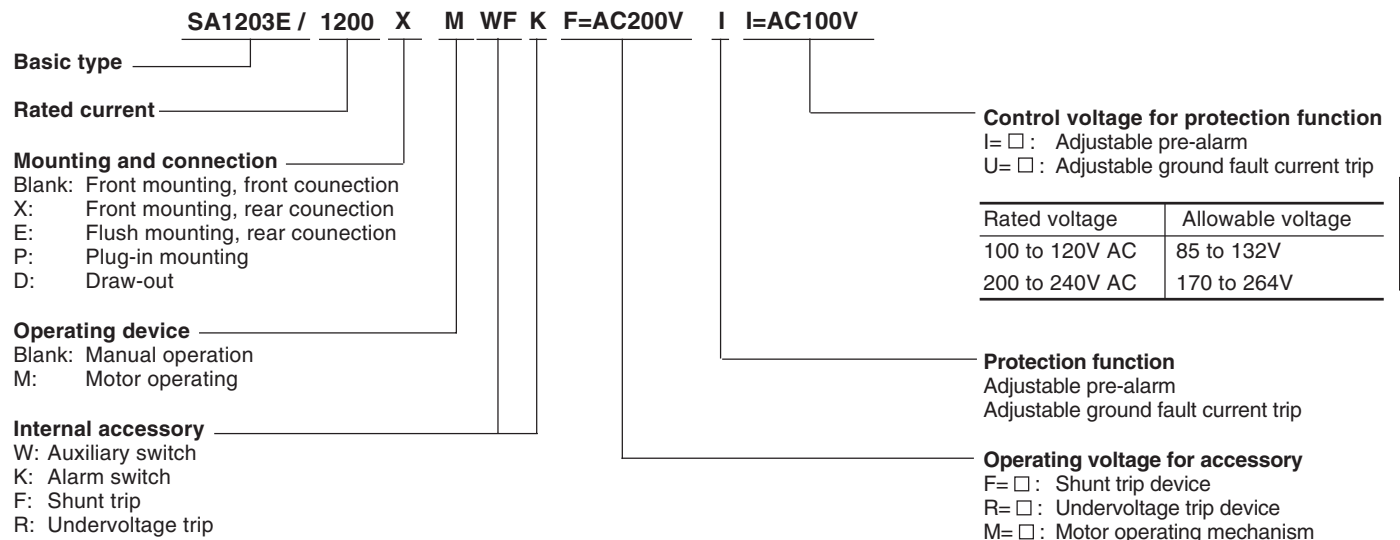 SA1203E / 1200 X M WF K F=AC200V I I=AC100V
Basic type
Rated current
Mounting and connection
Blank: Front mounting, front counection
X: Front mounting, rear counection
E: Flush mounting, rear counection
P: Plug-in mounting
D: Draw-out
Operating device
Blank: Manual operation
M: Motor operating
Internal accessory
W: Auxiliary switch
K: Alarm switch
F: Shunt trip
R: Undervoltage trip
Control voltage for protection function
I= □ : Adjustable pre-alarm
U= □ : Adjustable ground fault current trip
Rated voltage Allowable voltage
100 to 120V AC 85 to 132V
200 to 240V AC 170 to 264V
Protection function
Adjustable pre-alarm
Adjustable ground fault current trip
Operating voltage for accessory
F= □ : Shunt trip device
R= □ : Undervoltage trip device
M= □ : Motor operating mechanism